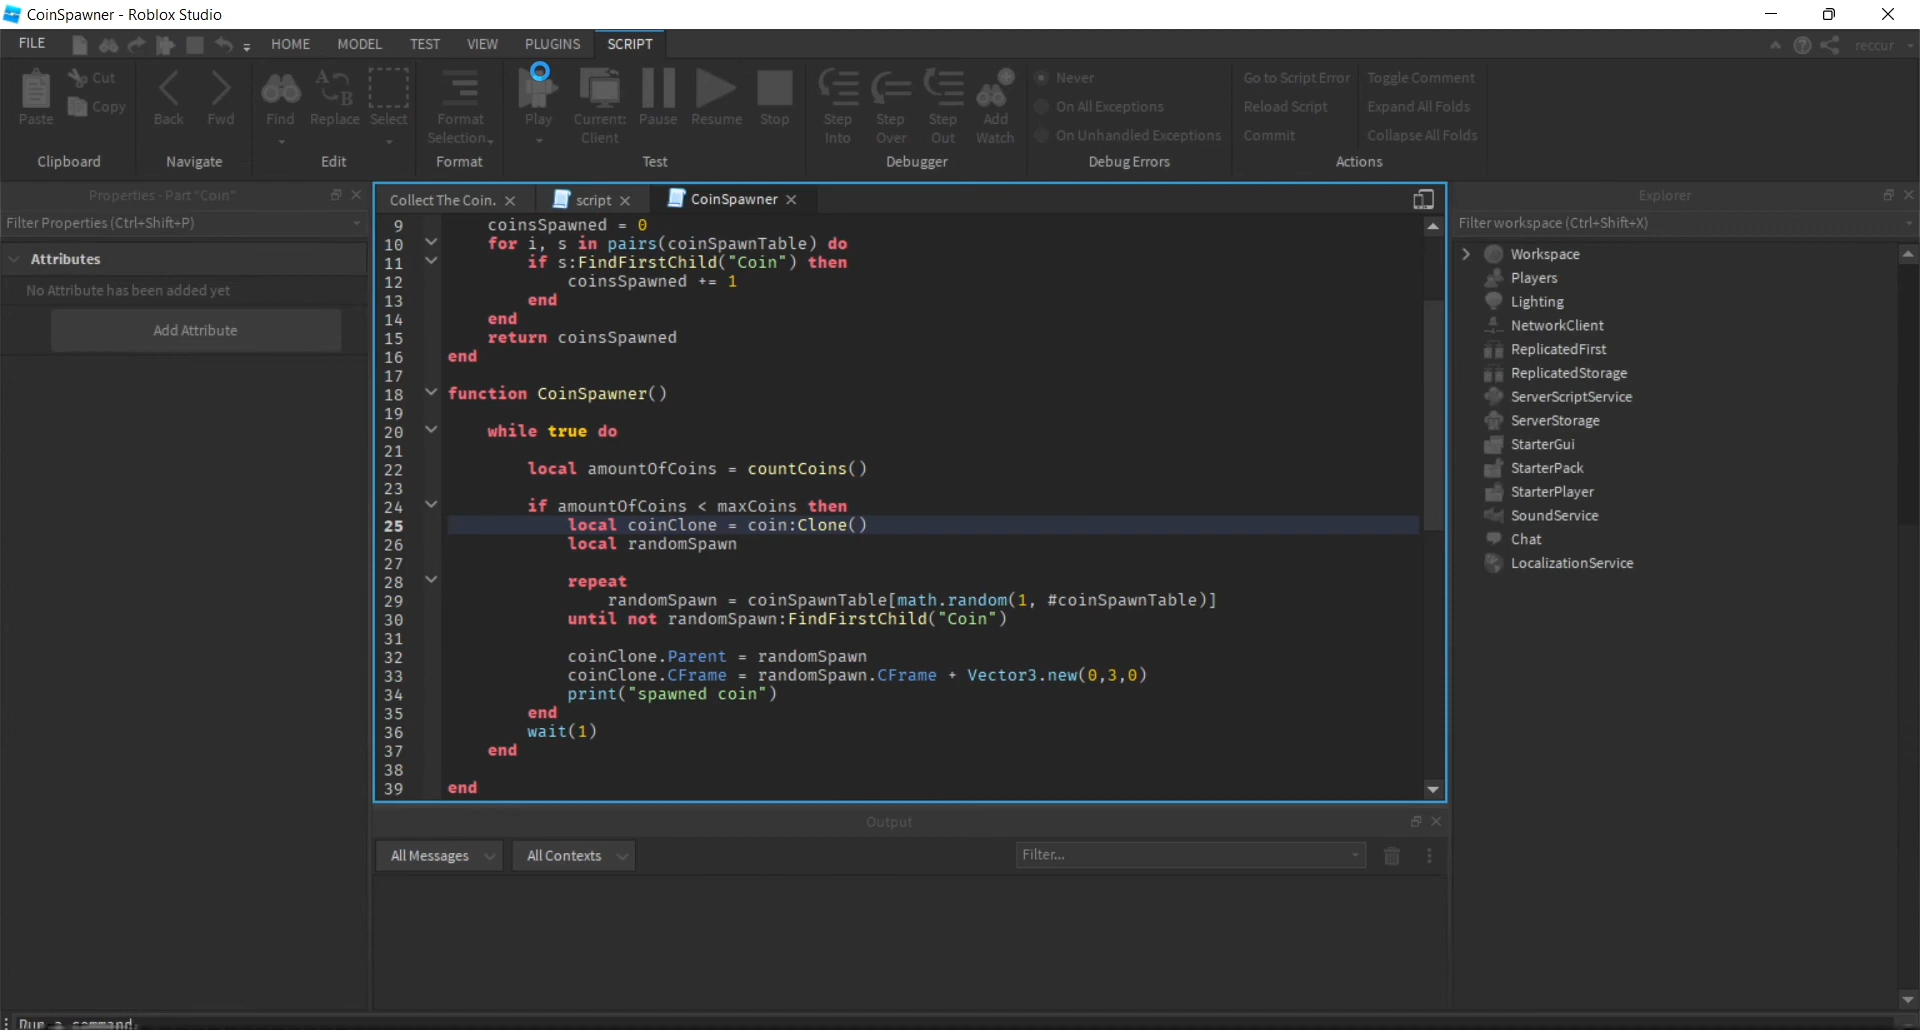 CoinSpawner - Roblox Studio
FILE HOME MODEL TEST VIEW PLUGINS SCRIPT reccur
Paste Cut Copy Back Fwd Find Replace Select Format Selection Play Current: Client Pause Resume Stop Step Into Step Over Step Out Add Watch
Never
On All Exceptions
On Unhandled Exceptions
Go to Script Error
Reload Script
Commit
Toggle Comment
Expand All Folds
Collapse All Folds
Clipboard Navigate Edit Format Test Debugger Debug Errors Actions
Properties - Part "Coin"
Filter Properties (Ctrl+Shift+P)
Attributes
No Attribute has been added yet
Add Attribute
Collect The Coin. script CoinSpawner
9 coinsSpawned = 0
10 for i, s in pairs(coinSpawnTable) do
11 if s:FindFirstChild("Coin") then
12 coinsSpawned += 1
13 end
14 end
15 return coinsSpawned
16 end
17
18 function CoinSpawner()
19
20 while true do
21
22 local amountOfCoins = countCoins()
23
24 if amountOfCoins < maxCoins then
25 local coinClone = coin:Clone()
26 local randomSpawn
27
28 repeat
29 randomSpawn = coinSpawnTable[math.random(1, #coinSpawnTable)]
30 until not randomSpawn:FindFirstChild("Coin")
31
32 coinClone.Parent = randomSpawn
33 coinClone.CFrame = randomSpawn.CFrame + Vector3.new(0,3,0)
34 print("spawned coin")
35 end
36 wait(1)
37 end
38
39 end
Output
All Messages All Contexts Filter...
Explorer
Filter workspace (Ctrl+Shift+X)
Workspace
Players
Lighting
NetworkClient
ReplicatedFirst
ReplicatedStorage
ServerScriptService
ServerStorage
StarterGui
StarterPack
StarterPlayer
SoundService
Chat
LocalizationService
Run a command